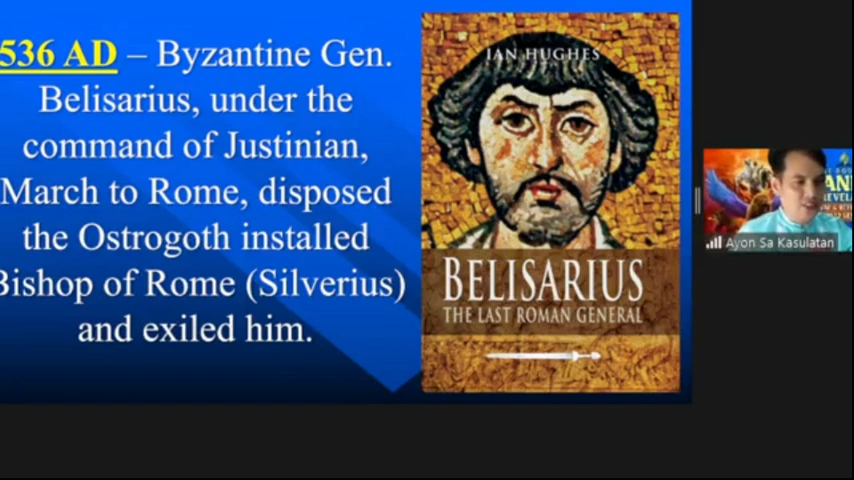 536 AD – Byzantine Gen.
Belisarius, under the
command of Justinian,
March to Rome, disposed
the Ostrogoth installed
Bishop of Rome (Silverius)
and exiled him.
IAN HUGHES
BELISARIUS
THE LAST ROMAN GENERAL
Ayon Sa Kasulatan